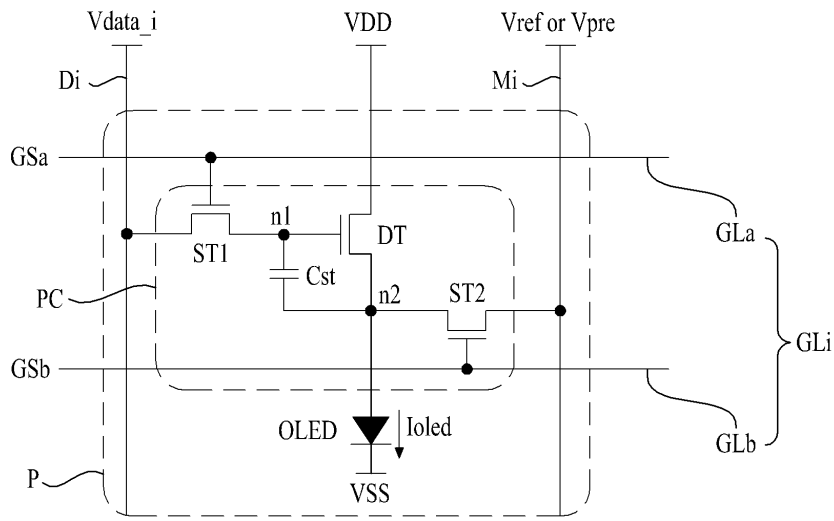 Vdata_i
VDD
Vref or Vpre
Di
Mi
GSa
n1
DT
GLa
ST1
Cst
PC
n2
ST2
GLi
GSb
OLED
Ioled
GLb
P
VSS